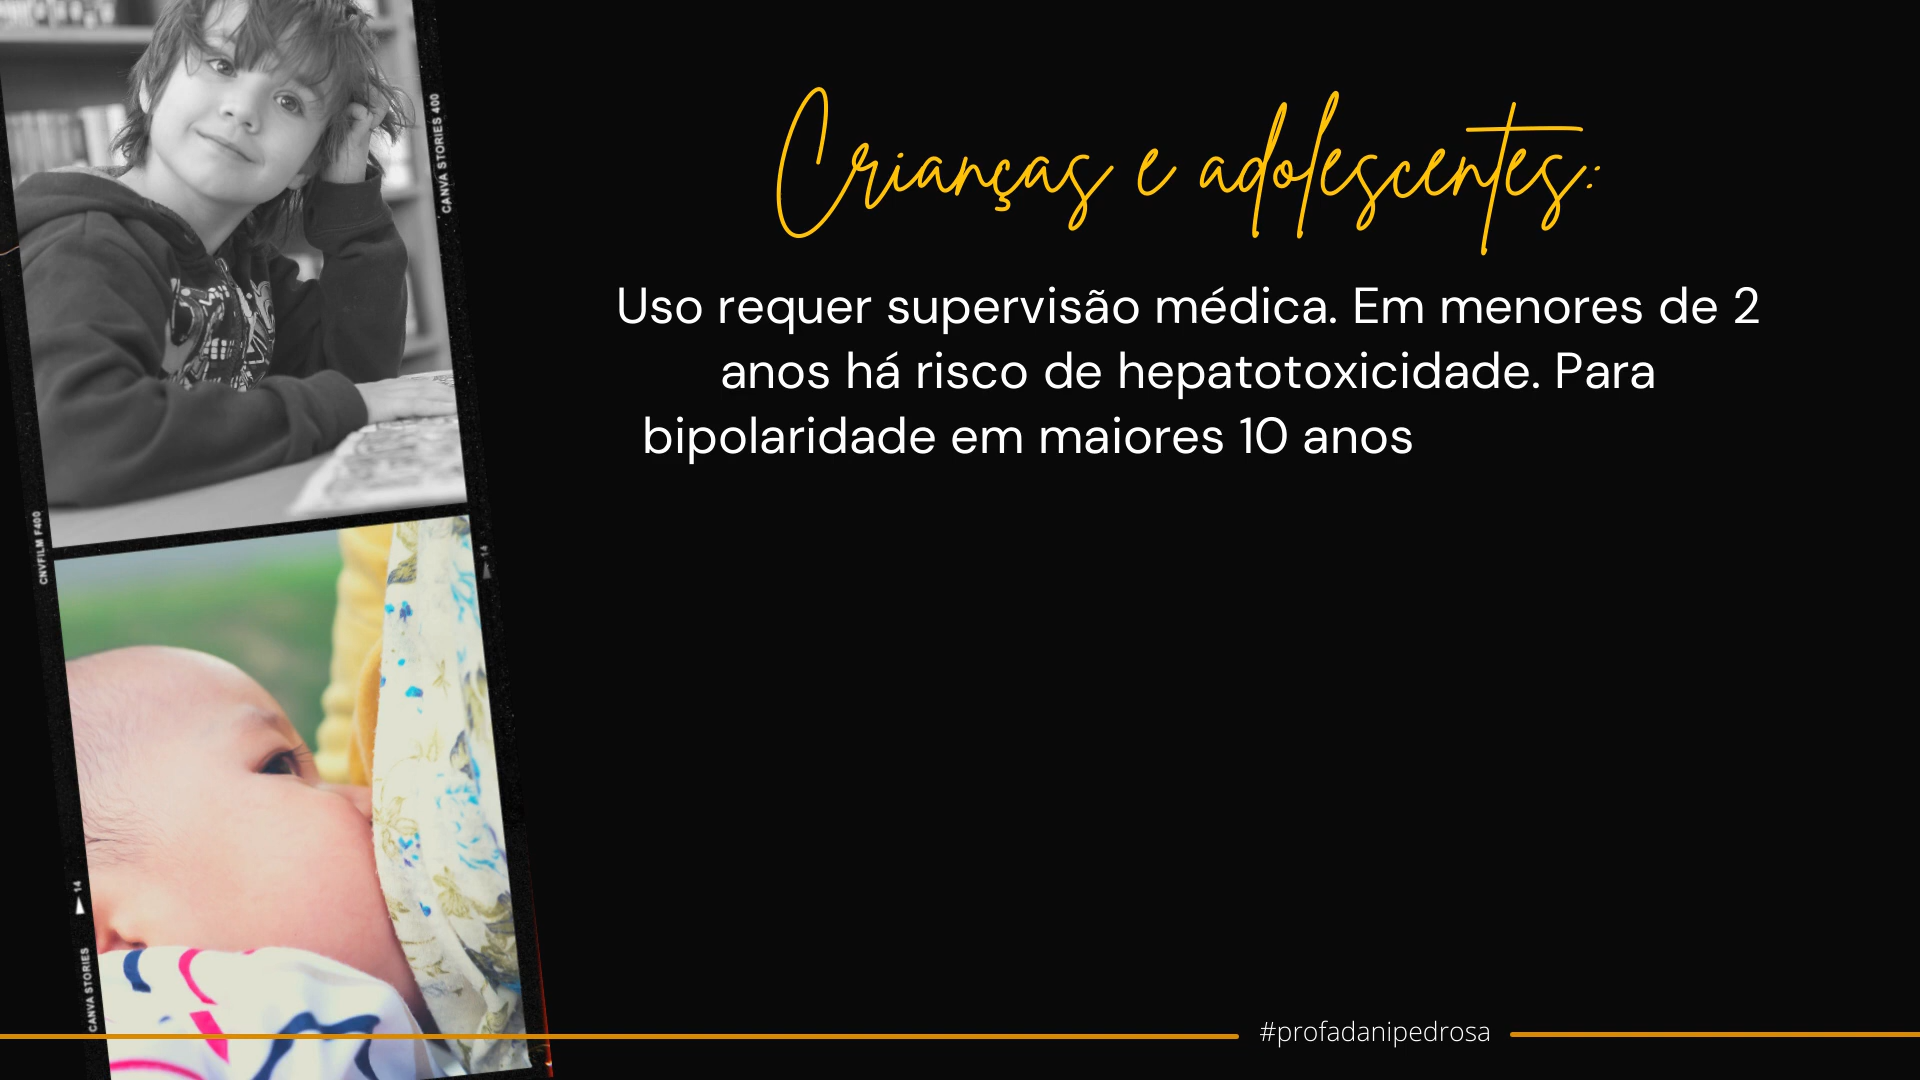 Crianças e adolescentes:
Uso requer supervisão médica. Em menores de 2
anos há risco de hepatotoxicidade. Para
bipolaridade em maiores 10 anos
CANVA STORIES 400
CNVFILM F400
14
14
CANVA STORIES
#profadanipedrosa